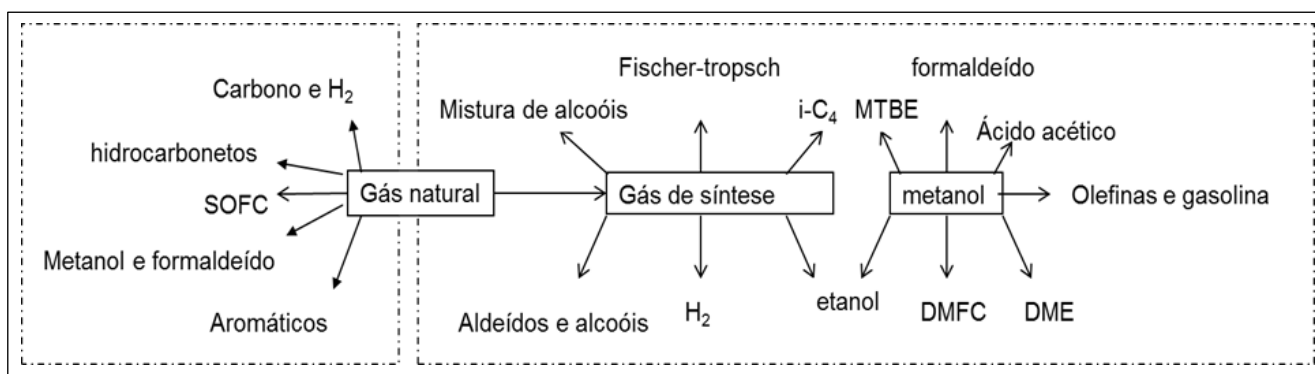 Carbono e H₂
hidrocarbonetos
SOFC
Metanol e formaldeído
Aromáticos
Gás natural
Fischer-tropsch
Mistura de alcoóis
i-C₄
Gás de síntese
Aldeídos e alcoóis
H₂
etanol
formaldeído
MTBE
Ácido acético
metanol
Olefinas e gasolina
DMFC
DME